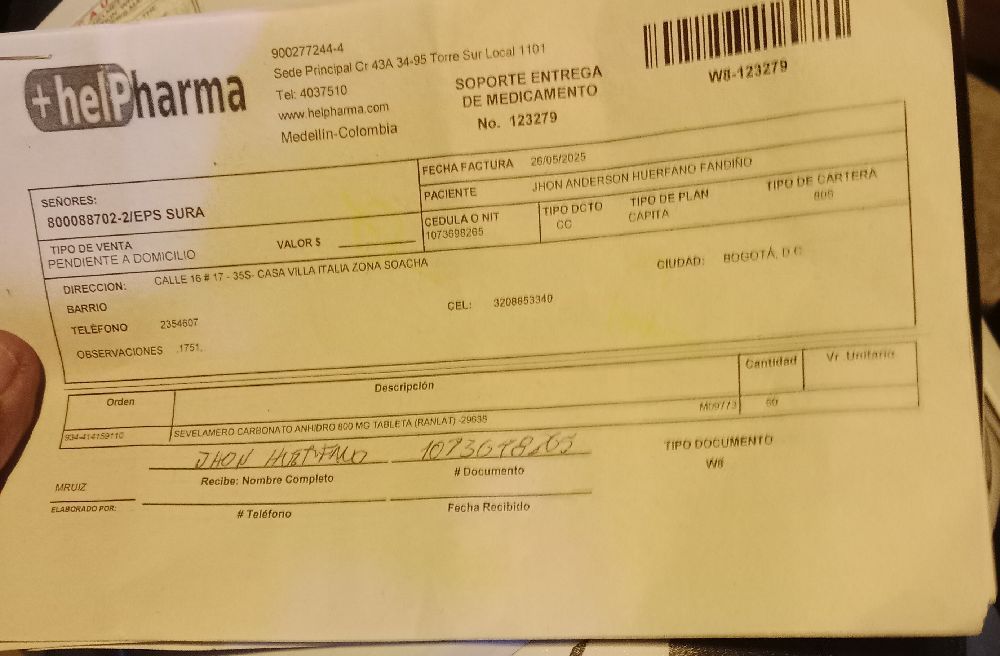 +helPharma
900277244-4
Sede Principal Cr 43A 34-95 Torre Sur Local 1101
Tel: 4037510
www.helpharma.com
Medellín-Colombia
SOPORTE ENTREGA
DE MEDICAMENTO
No. 123279
W8-123279
SEÑORES:
800088702-2/EPS SURA
FECHA FACTURA 26/05/2025
PACIENTE JHON ANDERSON HUERFANO FANDIÑO
CEDULA O NIT
1073698265
TIPO DCTO
CC
TIPO DE PLAN
CAPITA
TIPO DE CARTERA
805
TIPO DE VENTA
PENDIENTE A DOMICILIO
VALOR $
DIRECCION: CALLE 16 # 17 - 35S- CASA VILLA ITALIA ZONA SOACHA
CIUDAD: BOGOTÁ, D.C
BARRIO
CEL: 3208853340
TELÉFONO 2354607
OBSERVACIONES .1751.
Orden Descripción Cantidad Vr. Unitario
934-414159110 SEVELAMERO CARBONATO ANHIDRO 800 MG TABLETA (RANLAT) -29635 M09773 60
JHON HUERFANO 1073698265
Recibe: Nombre Completo # Documento
TIPO DOCUMENTO
W8
MRUIZ
ELABORADO POR:
# Teléfono Fecha Recibido